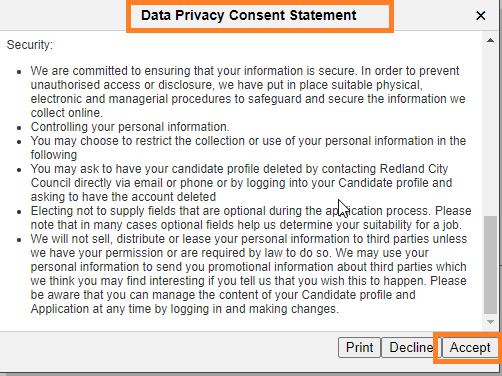 Data Privacy Consent Statement
Security:
We are committed to ensuring that your information is secure. In order to prevent
unauthorised access or disclosure, we have put in place suitable physical,
electronic and managerial procedures to safeguard and secure the information we
collect online.
Controlling your personal information.
You may choose to restrict the collection or use of your personal information in the
following
You may ask to have your candidate profile deleted by contacting Redland City
Council directly via email or phone or by logging into your Candidate profile and
asking to have the account deleted
Electing not to supply fields that are optional during the application process. Please
note that in many cases optional fields help us determine your suitability for a job.
We will not sell, distribute or lease your personal information to third parties unless
we have your permission or are required by law to do so. We may use your
personal information to send you promotional information about third parties which
we think you may find interesting if you tell us that you wish this to happen. Please
be aware that you can manage the content of your Candidate profile and
Application at any time by logging in and making changes.
Print Decline Accept